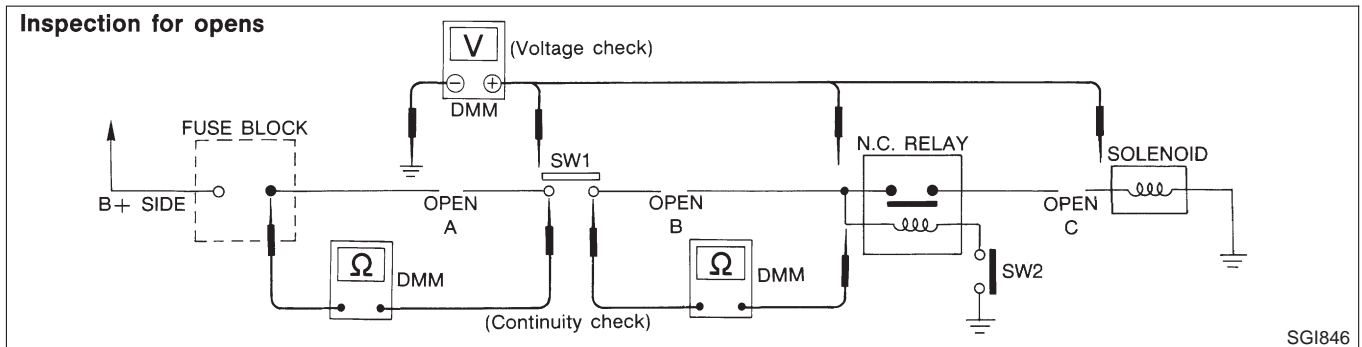 Inspection for opens
V
(Voltage check)
− +
DMM
FUSE BLOCK
N.C. RELAY
SOLENOID
SW1
B+ SIDE
OPEN
A
OPEN
B
OPEN
C
Ω
DMM
Ω
DMM
SW2
(Continuity check)
SGI846